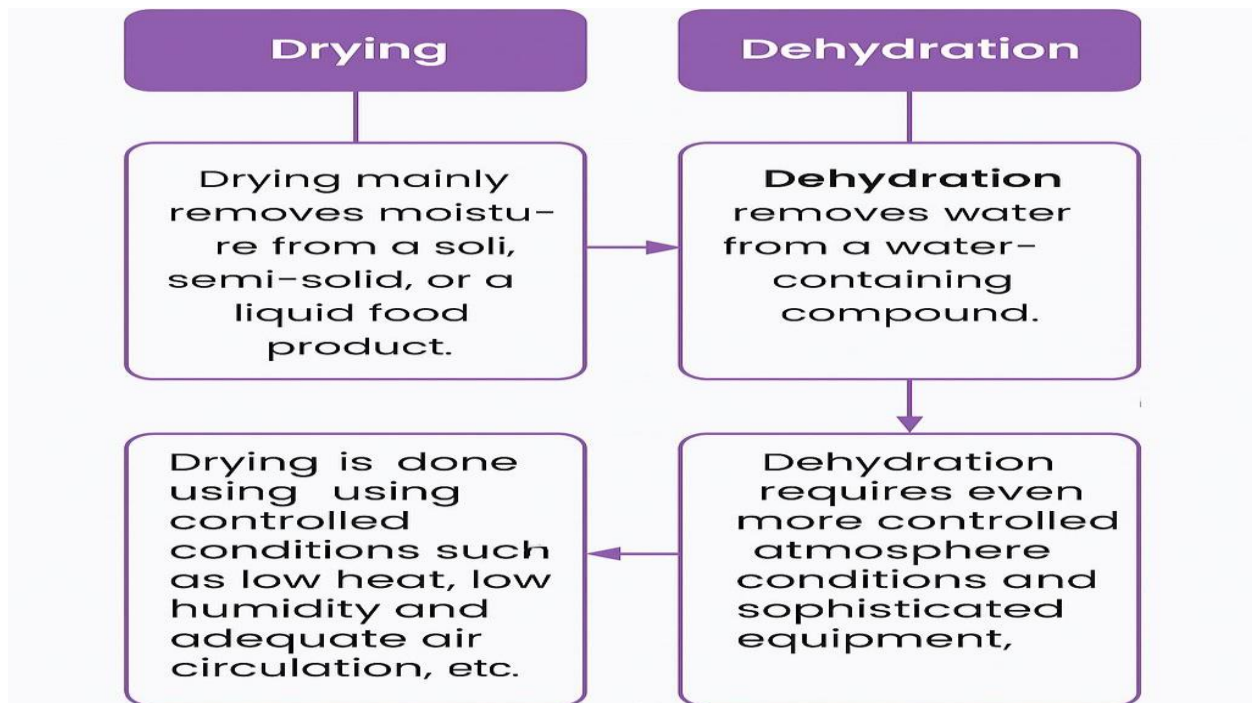 Drying
Dehydration
Drying mainly
removes moistu-
re from a soli,
semi-solid, or a
liquid food
product.
Dehydration
removes water
from a water-
containing
compound.
Drying is done
using using
controlled
conditions such
as low heat, low
humidity and
adequate air
circulation, etc.
Dehydration
requires even
more controlled
atmosphere
conditions and
sophisticated
equipment,